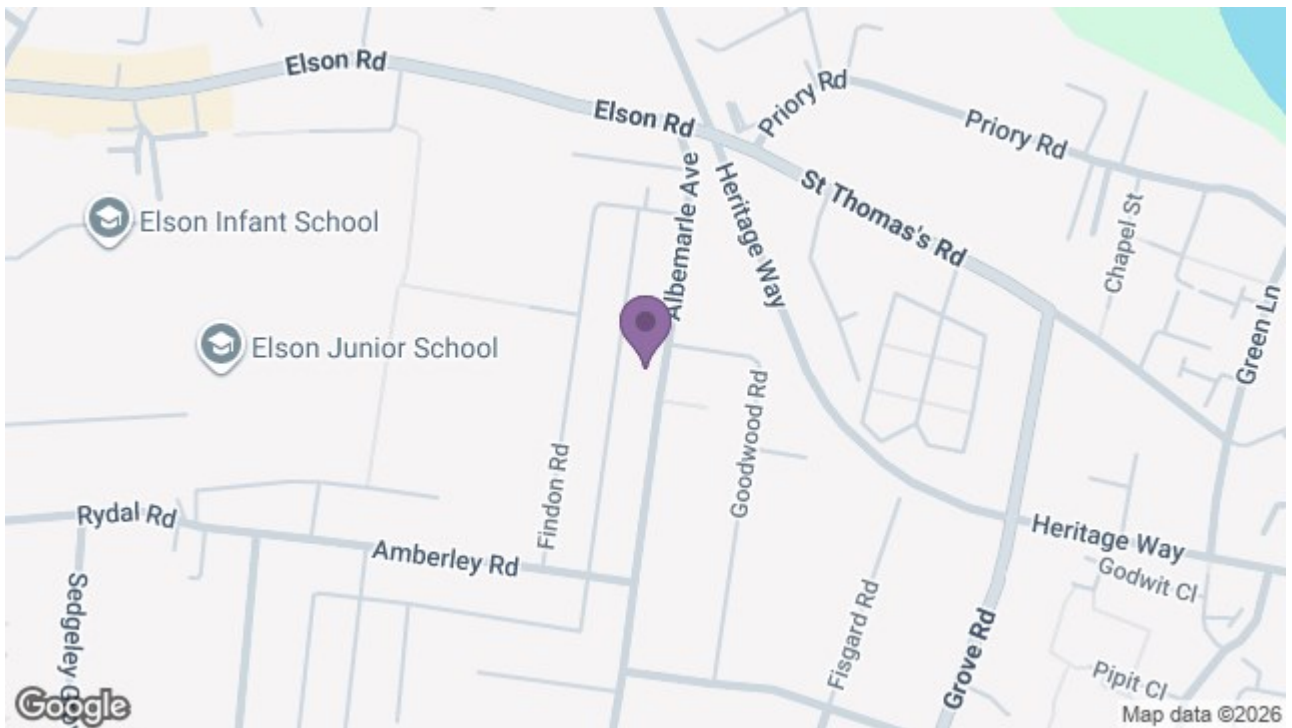 Elson Rd
Elson Rd
Priory Rd
Priory Rd
Albemarle Ave
Heritage Way
St Thomas's Rd
Chapel St
Elson Infant School
Green Ln
Elson Junior School
Goodwood Rd
Findon Rd
Rydal Rd
Amberley Rd
Heritage Way
Godwit Cl
Sedgeley
Fisgard Rd
Grove Rd
Pipit Cl
Google
Map data ©2026